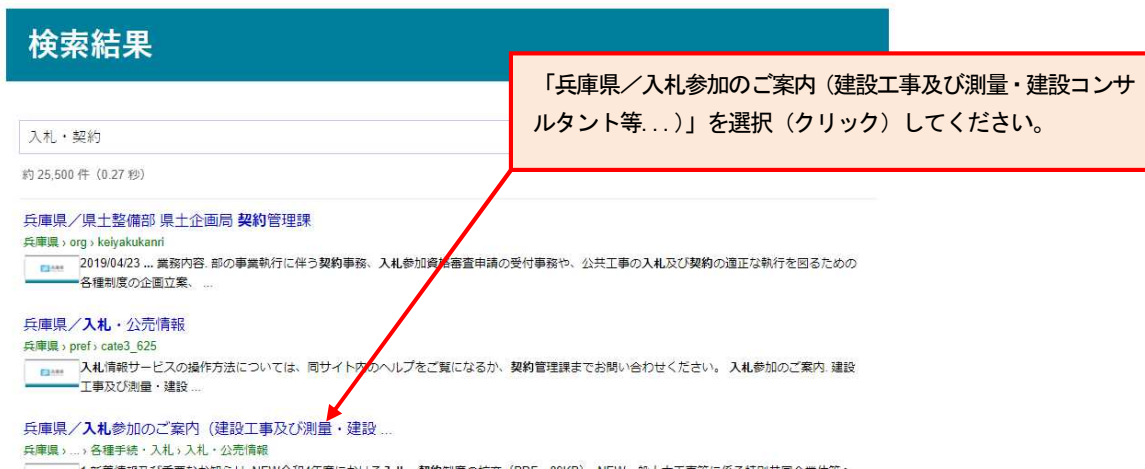 検索結果
「兵庫県／入札参加のご案内（建設工事及び測量・建設コンサ
ルタント等...）」を選択（クリック）してください。
入札・契約
約 25,500 件（0.27 秒）
兵庫県／県土整備部 県土企画局 契約管理課
兵庫県 › org › keiyakukanri
2019/04/23 ... 業務内容. 部の事業執行に伴う契約事務、入札参加資格審査申請の受付事務や、公共工事の入札及び契約の適正な執行を図るための
各種制度の企画立案、 ...
兵庫県／入札・公売情報
兵庫県 › pref › cate3_625
入札情報サービスの操作方法については、同サイト内のヘルプをご覧になるか、契約管理課までお問い合わせください。 入札参加のご案内. 建設
工事及び測量・建設 ...
兵庫県／入札参加のご案内（建設工事及び測量・建設 ...
兵庫県 › ... › 各種手続・入札 › 入札・公売情報